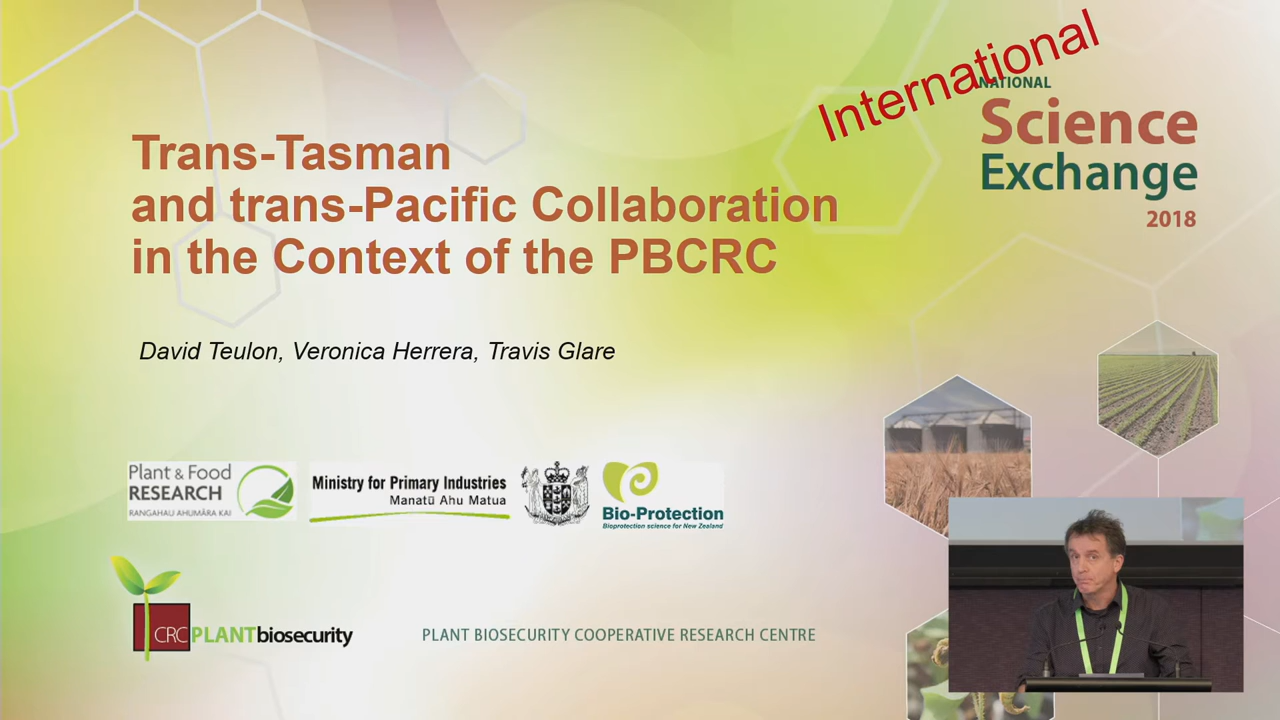 International
NATIONAL
Science
Exchange
2018
Trans-Tasman
and trans-Pacific Collaboration
in the Context of the PBCRC
David Teulon, Veronica Herrera, Travis Glare
Plant & Food
RESEARCH
RANGAHAU AHUMĀRA KAI
Ministry for Primary Industries
Manatū Ahu Matua
Bio-Protection
Bioprotection science for New Zealand
CRC PLANTbiosecurity
PLANT BIOSECURITY COOPERATIVE RESEARCH CENTRE